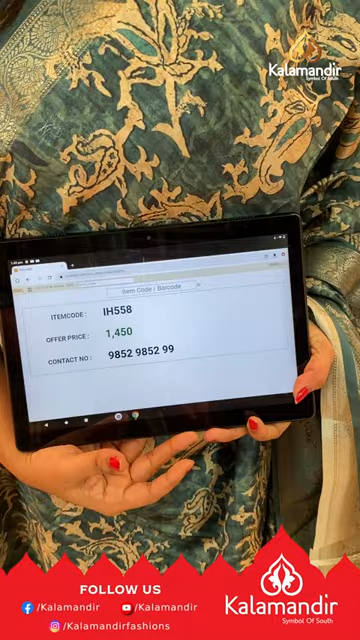 Kalamandir
Symbol Of South
Item Code / Barcode
ITEMCODE : IH558
OFFER PRICE : 1,450
CONTACT NO : 9852 9852 99
FOLLOW US
/Kalamandir
/Kalamandir
/Kalamandirfashions
Kalamandir
Symbol Of South